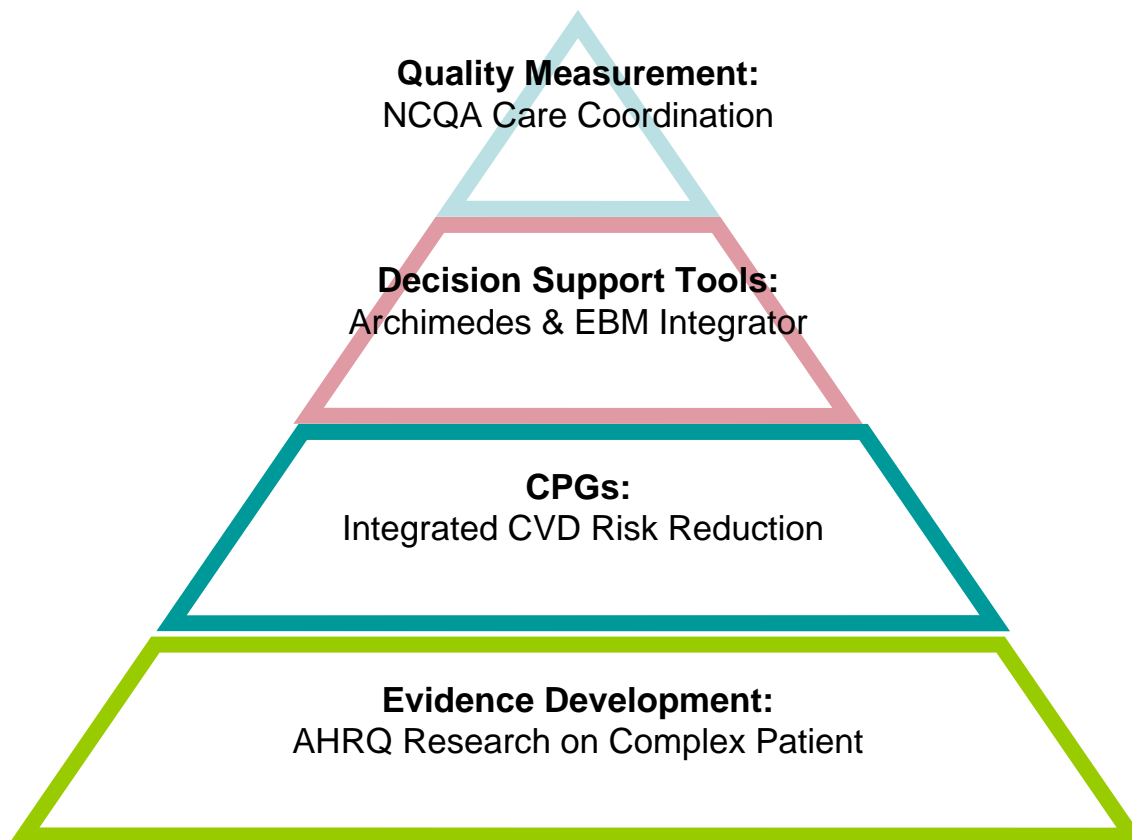 Quality Measurement:
NCQA Care Coordination
Decision Support Tools:
Archimedes & EBM Integrator
CPGs:
Integrated CVD Risk Reduction
Evidence Development:
AHRQ Research on Complex Patient